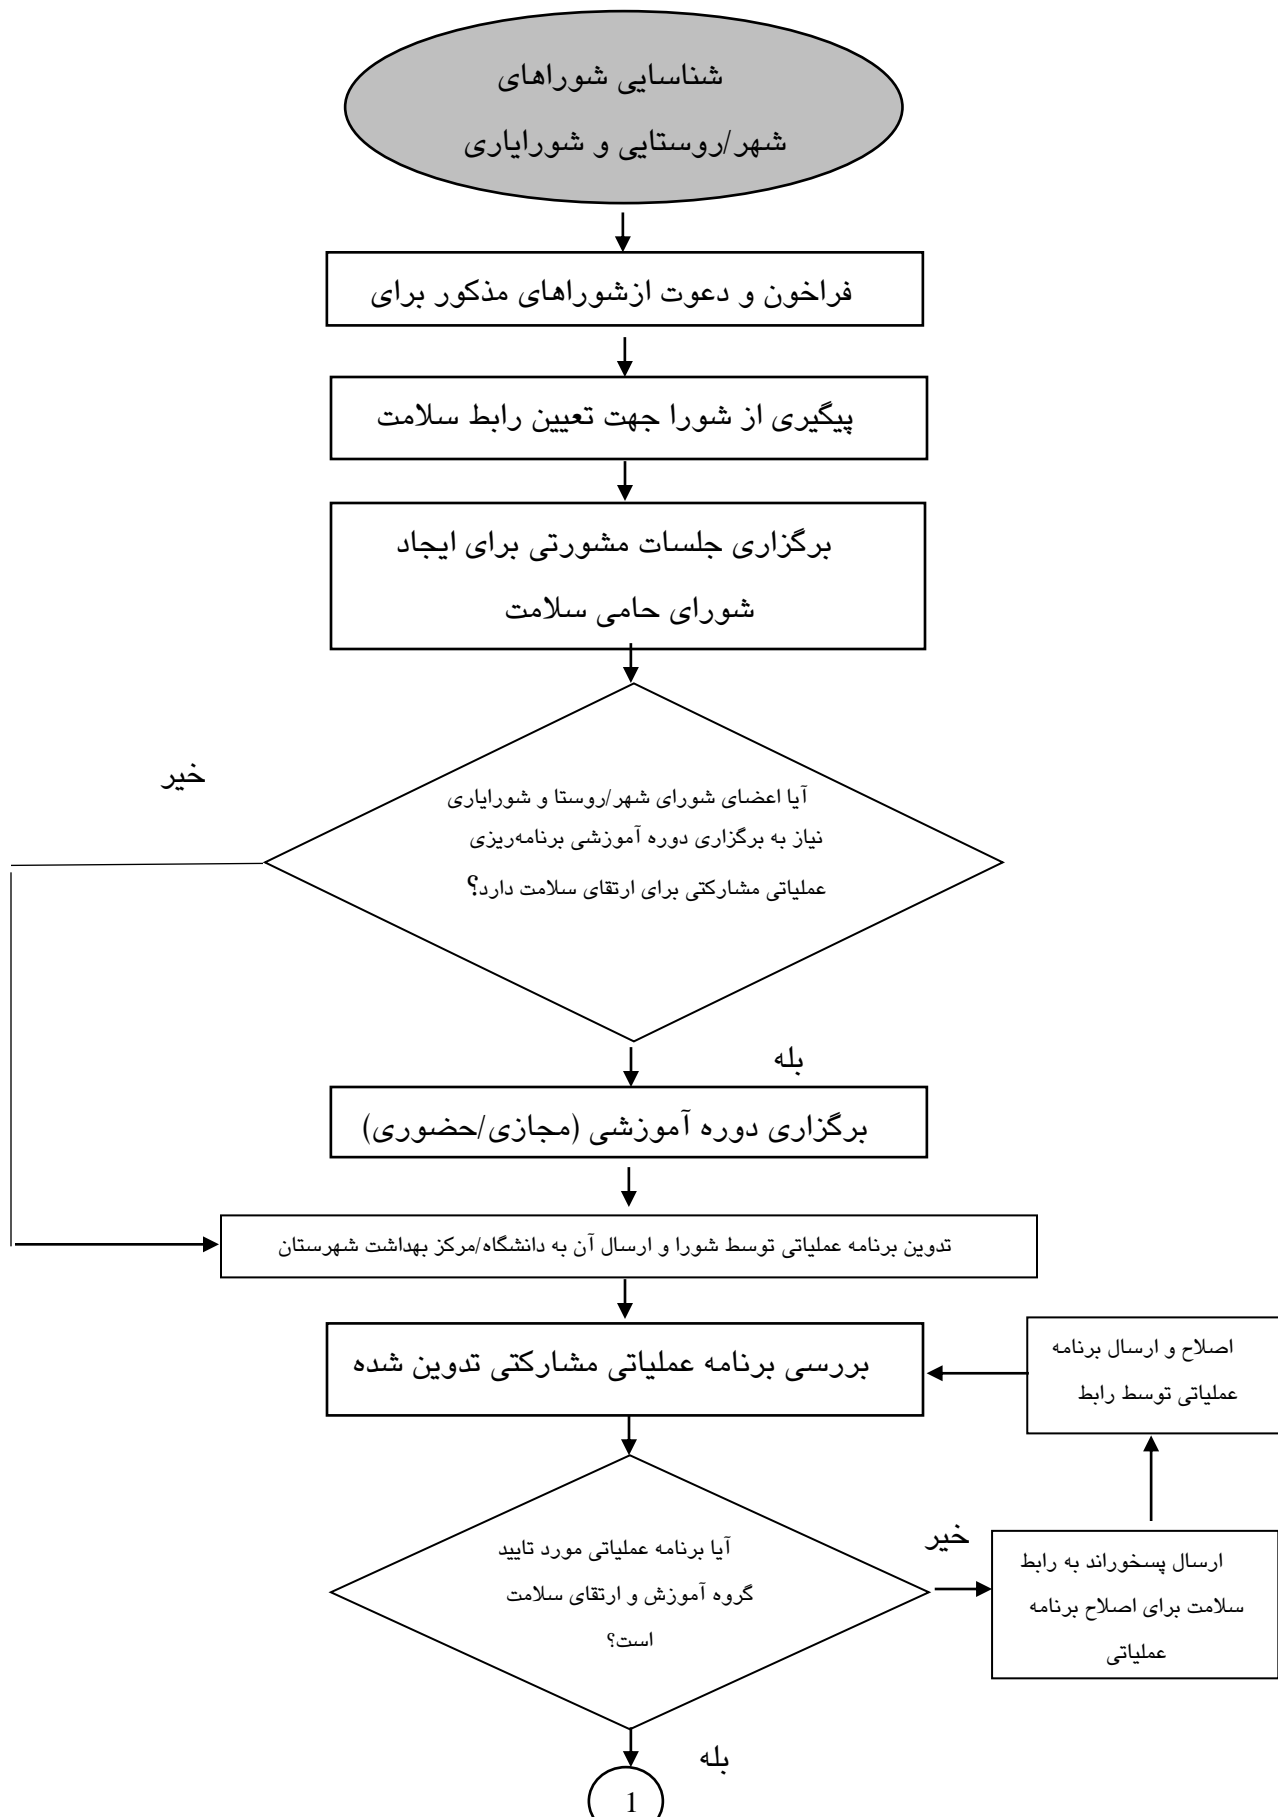 شناسایی شوراهای
شهر/روستایی و شورایاری
فراخون و دعوت ازشوراهای مذکور برای
پیگیری از شورا جهت تعیین رابط سلامت
برگزاری جلسات مشورتی برای ایجاد
شورای حامی سلامت
خیر
آیا اعضای شورای شهر/روستا و شورایاری
نیاز به برگزاری دوره آموزشی برنامه‌ریزی
عملیاتی مشارکتی برای ارتقای سلامت دارد؟
بله
برگزاری دوره آموزشی (مجازی/حضوری)
تدوین برنامه عملیاتی توسط شورا و ارسال آن به دانشگاه/مرکز بهداشت شهرستان
بررسی برنامه عملیاتی مشارکتی تدوین شده
اصلاح و ارسال برنامه
عملیاتی توسط رابط
آیا برنامه عملیاتی مورد تایید
گروه آموزش و ارتقای سلامت
است؟
خیر
ارسال پسخوراند به رابط
سلامت برای اصلاح برنامه
عملیاتی
بله
1